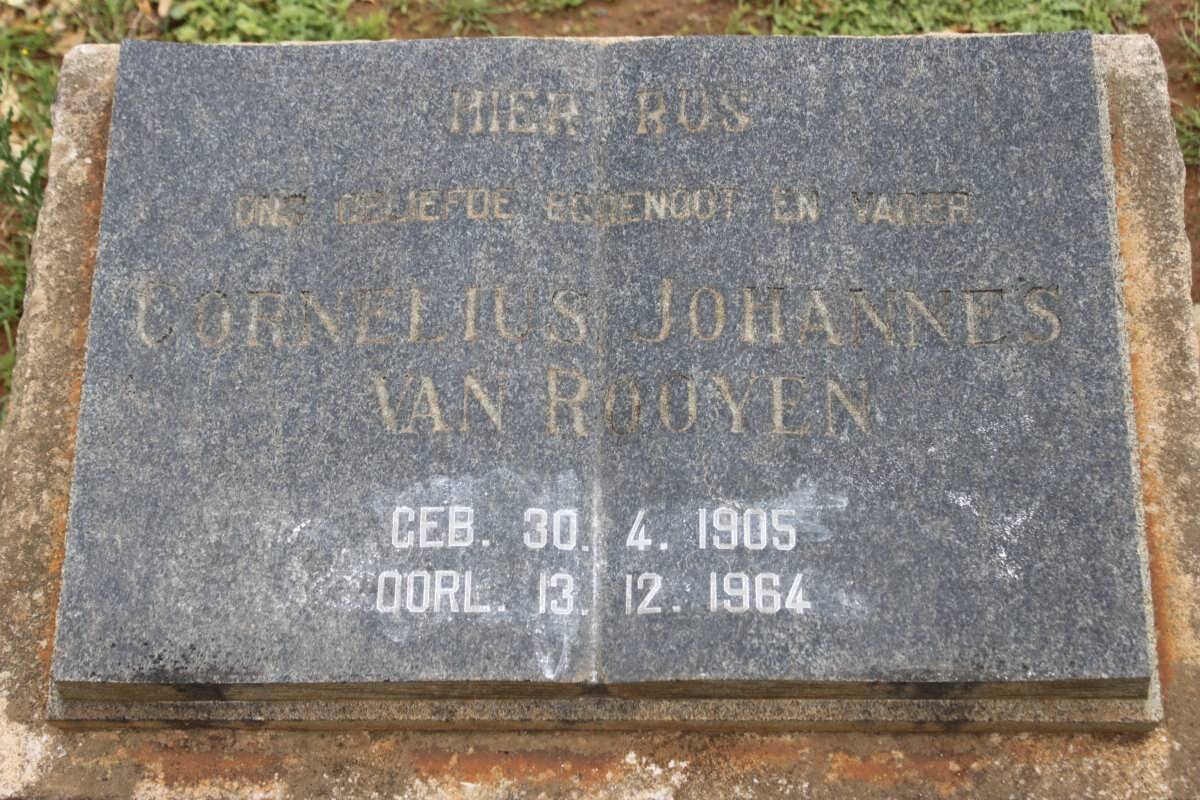 HIER RUS
ONS GELIEFDE EGGENOOT EN VADER
CORNELIUS JOHANNES
VAN ROOYEN
GEB. 30. 4. 1905
OORL. 13. 12. 1964